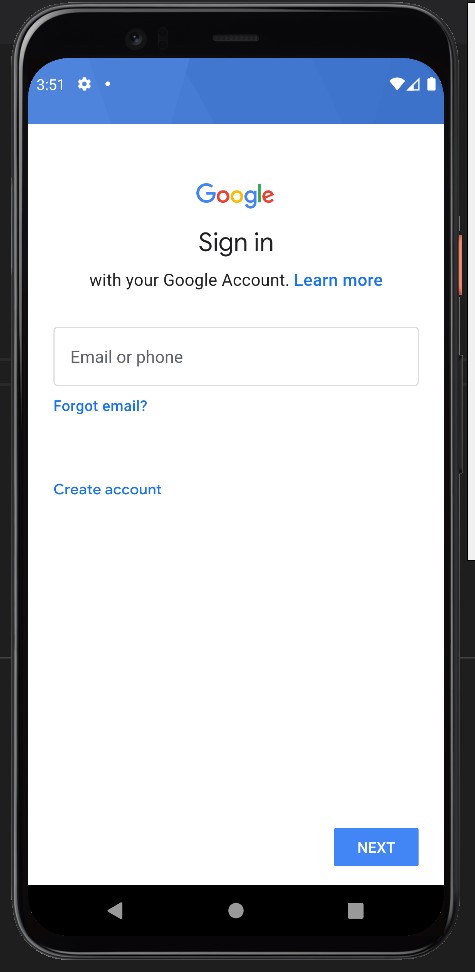 3:51
Google
Sign in
with your Google Account. Learn more
Email or phone
Forgot email?
Create account
NEXT